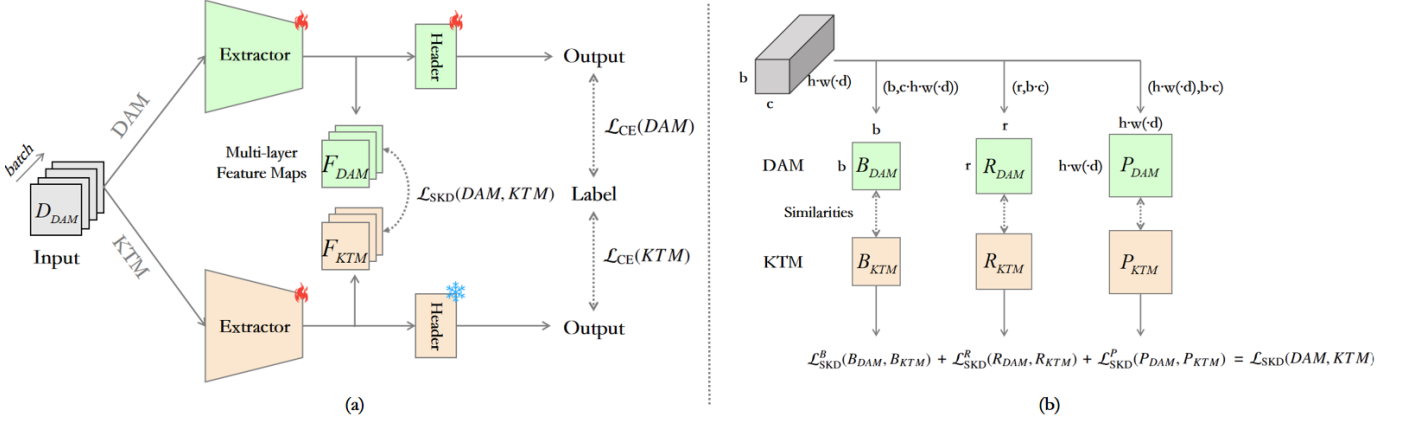 Extractor
Header
Output
DAM
batch
D_DAM
Input
KTM
Multi-layer
Feature Maps
F_DAM
F_KTM
ℒ_SKD(DAM, KTM)
ℒ_CE(DAM)
Label
ℒ_CE(KTM)
Extractor
Header
Output
(a)
b
c
h·w(·d)
(b,c·h·w(·d))
(r,b·c)
(h·w(·d),b·c)
b
r
h·w(·d)
DAM
b
B_DAM
r
R_DAM
h·w(·d)
P_DAM
Similarities
KTM
B_KTM
R_KTM
P_KTM
ℒ^B_SKD(B_DAM, B_KTM) + ℒ^R_SKD(R_DAM, R_KTM) + ℒ^P_SKD(P_DAM, P_KTM) = ℒ_SKD(DAM, KTM)
(b)